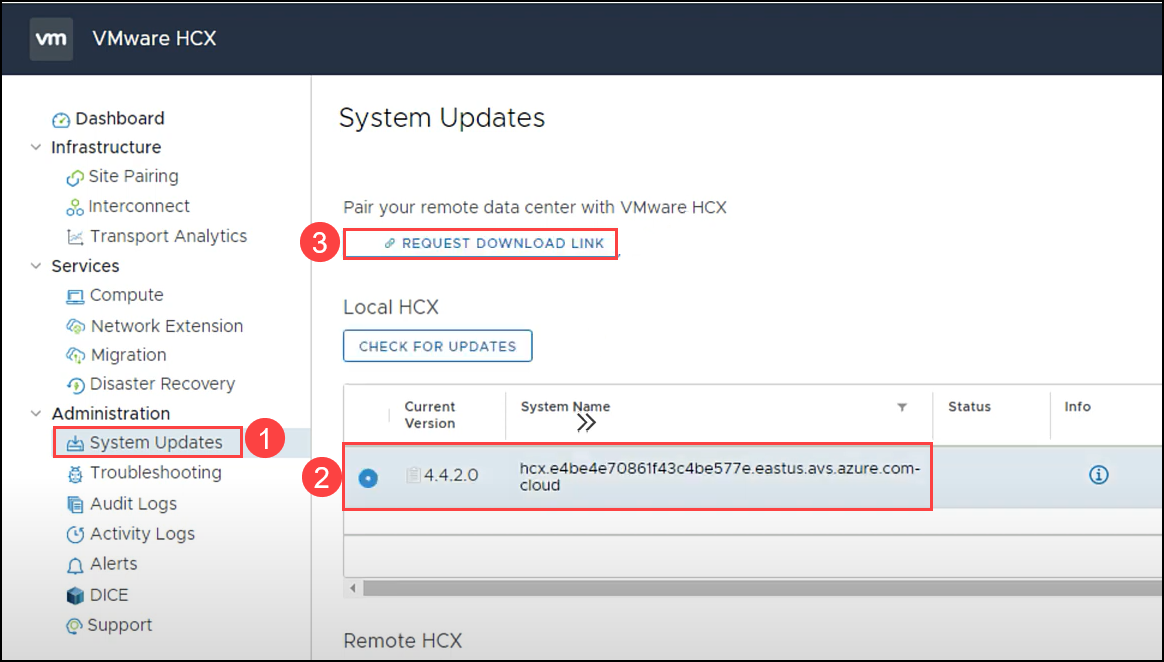 vm VMware HCX
Dashboard
Infrastructure
Site Pairing
Interconnect
Transport Analytics
Services
Compute
Network Extension
Migration
Disaster Recovery
Administration
System Updates 1
Troubleshooting
Audit Logs
Activity Logs
Alerts
DICE
Support
System Updates
Pair your remote data center with VMware HCX
3 REQUEST DOWNLOAD LINK
Local HCX
CHECK FOR UPDATES
Current
Version
System Name
Status
Info
2 4.4.2.0
hcx.e4be4e70861f43c4be577e.eastus.avs.azure.com-
cloud
Remote HCX